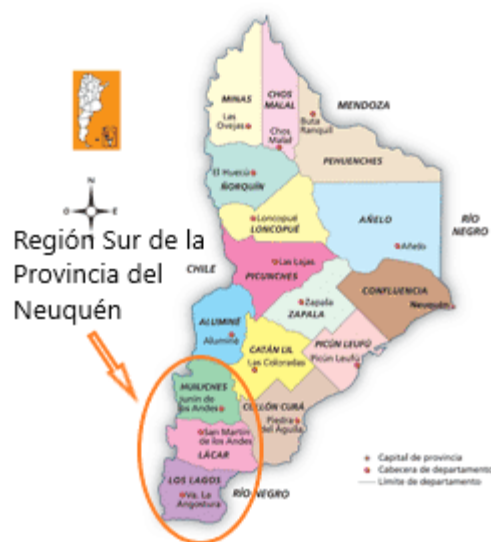 MINAS
Las Ovejas
CHOS MALAL
Chos Malal
MENDOZA
Buta Ranquil
PEHUENCHES
El Huecú
ÑORQUÍN
N
O
E
S
Loncopué
LONCOPUÉ
AÑELO
Añelo
RÍO NEGRO
Región Sur de la
Provincia del
Neuquén
CHILE
Las Lajas
PICUNCHES
CONFLUENCIA
Neuquén
Zapala
ZAPALA
ALUMINÉ
Aluminé
CATÁN LIL
Las Coloradas
PICÚN LEUFÚ
Picún Leufú
HUILICHES
Junín de los Andes
COLLÓN CURÁ
Piedra del Águila
San Martín de los Andes
LÁCAR
LOS LAGOS
Va. La Angostura
RÍO NEGRO
Capital de provincia
Cabecera de departamento
Límite de departamento